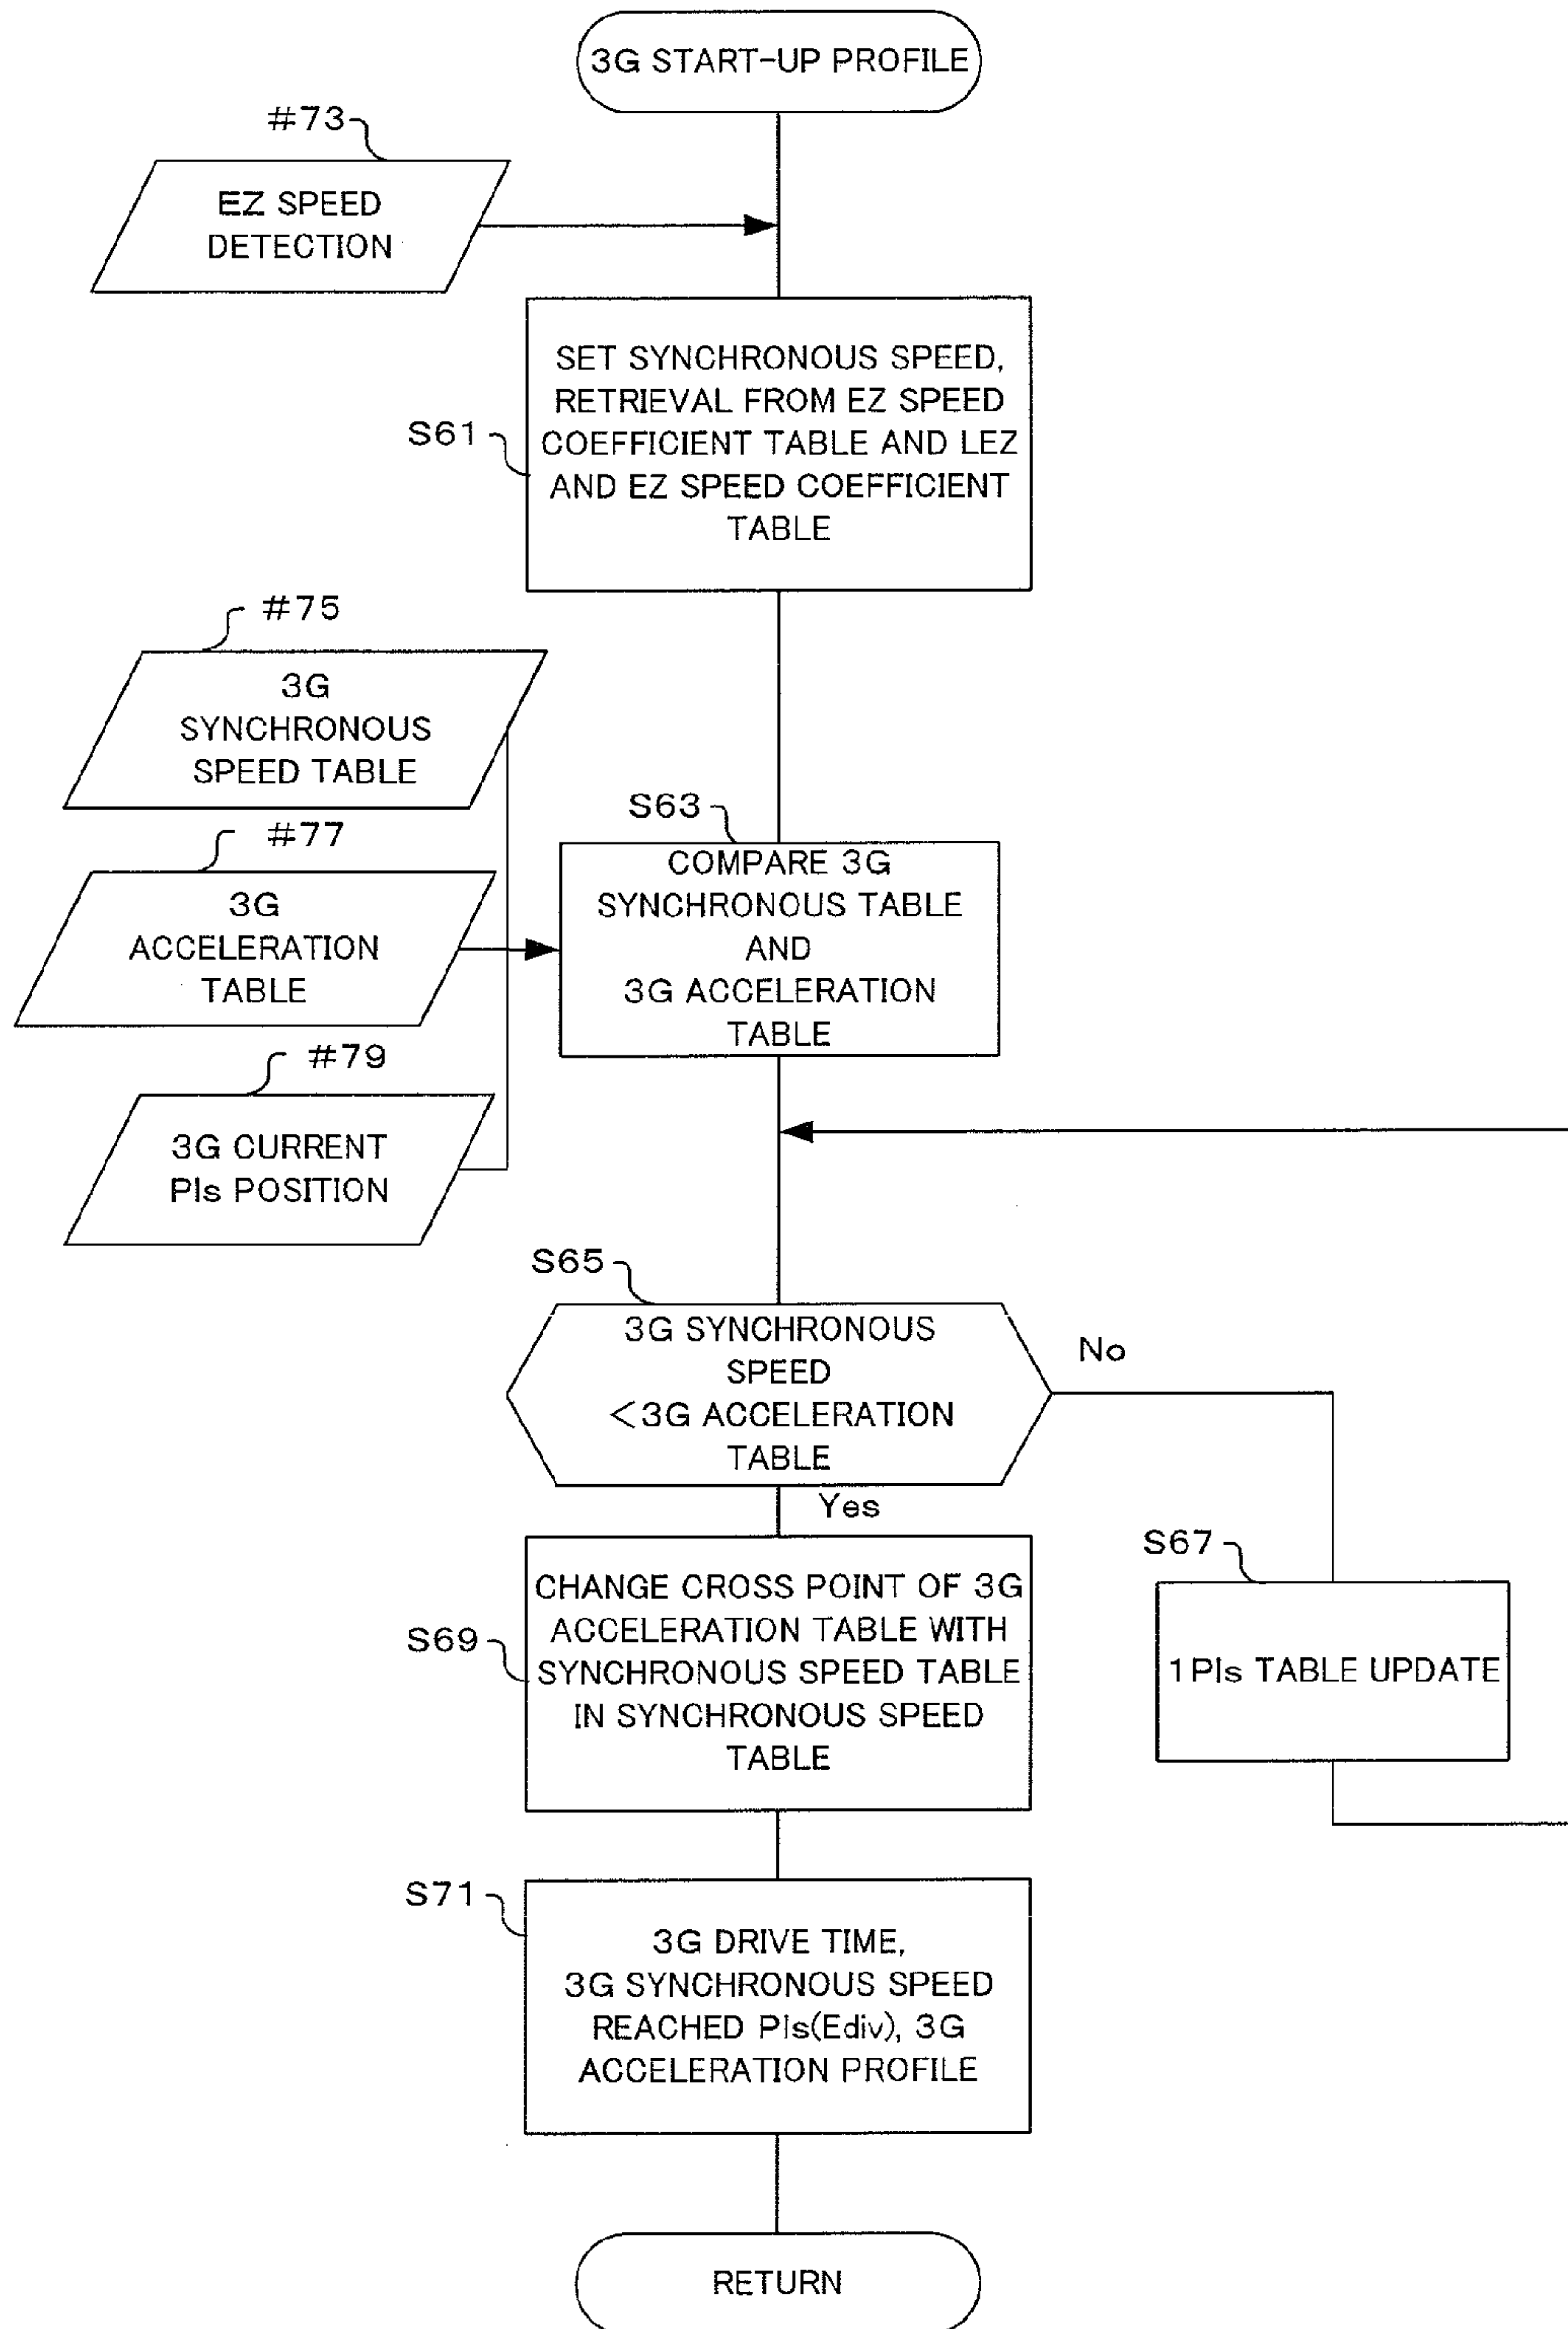 3G START-UP PROFILE
#73
EZ SPEED
DETECTION
SET SYNCHRONOUS SPEED,
RETRIEVAL FROM EZ SPEED
COEFFICIENT TABLE AND LEZ
AND EZ SPEED COEFFICIENT
TABLE
S61
#75
3G
SYNCHRONOUS
SPEED TABLE
#77
3G
ACCELERATION
TABLE
S63
COMPARE 3G
SYNCHRONOUS TABLE
AND
3G ACCELERATION
TABLE
#79
3G CURRENT
PIs POSITION
S65
3G SYNCHRONOUS
SPEED
<3G ACCELERATION
TABLE
No
Yes
S67
1PIs TABLE UPDATE
S69
CHANGE CROSS POINT OF 3G
ACCELERATION TABLE WITH
SYNCHRONOUS SPEED TABLE
IN SYNCHRONOUS SPEED
TABLE
S71
3G DRIVE TIME,
3G SYNCHRONOUS SPEED
REACHED PIs(Ediv), 3G
ACCELERATION PROFILE
RETURN